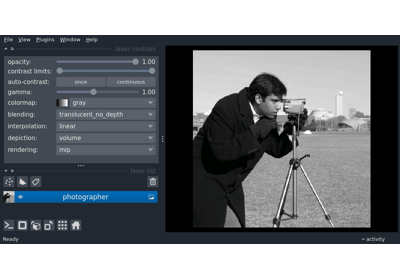 File View Plugins Window Help
layer controls
opacity: 1.00
contrast limits:
auto-contrast: once continuous
gamma: 1.00
colormap: gray
blending: translucent_no_depth
interpolation: linear
depiction: volume
rendering: mip
layer list
photographer
Ready activity